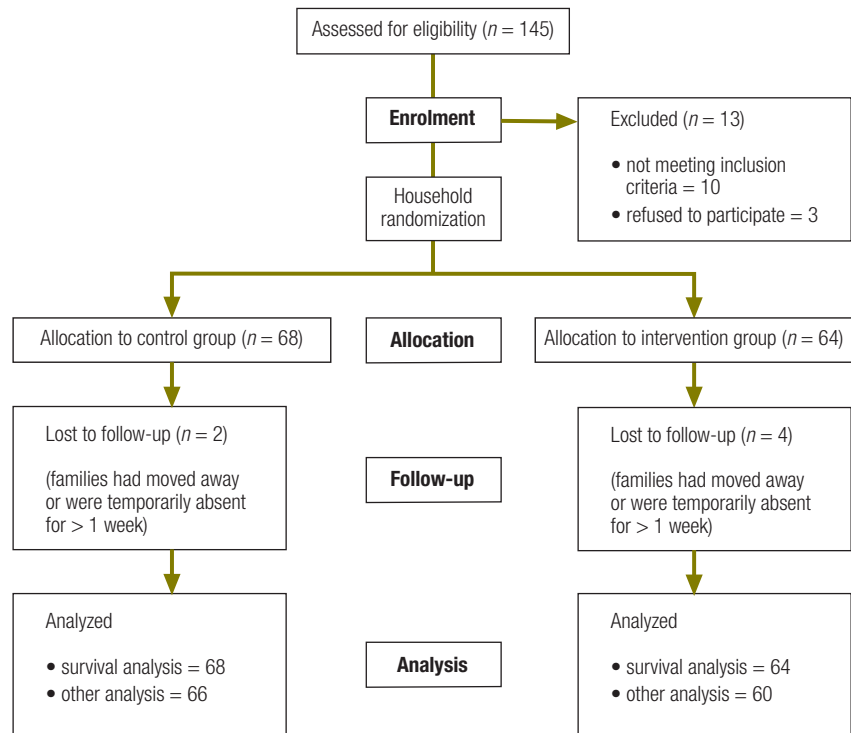 Assessed for eligibility (n = 145)
Enrolment
Excluded (n = 13)
• not meeting inclusion
criteria = 10
• refused to participate = 3
Household
randomization
Allocation to control group (n = 68)
Allocation
Allocation to intervention group (n = 64)
Lost to follow-up (n = 2)
(families had moved away
or were temporarily absent
for > 1 week)
Follow-up
Lost to follow-up (n = 4)
(families had moved away
or were temporarily absent
for > 1 week)
Analyzed
• survival analysis = 68
• other analysis = 66
Analysis
Analyzed
• survival analysis = 64
• other analysis = 60